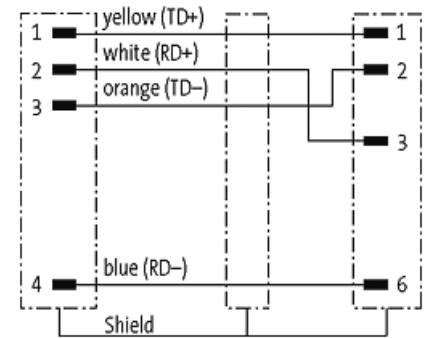 yellow (TD+)
1 1
white (RD+)
2 2
orange (TD–)
3
3
blue (RD–)
4 6
Shield